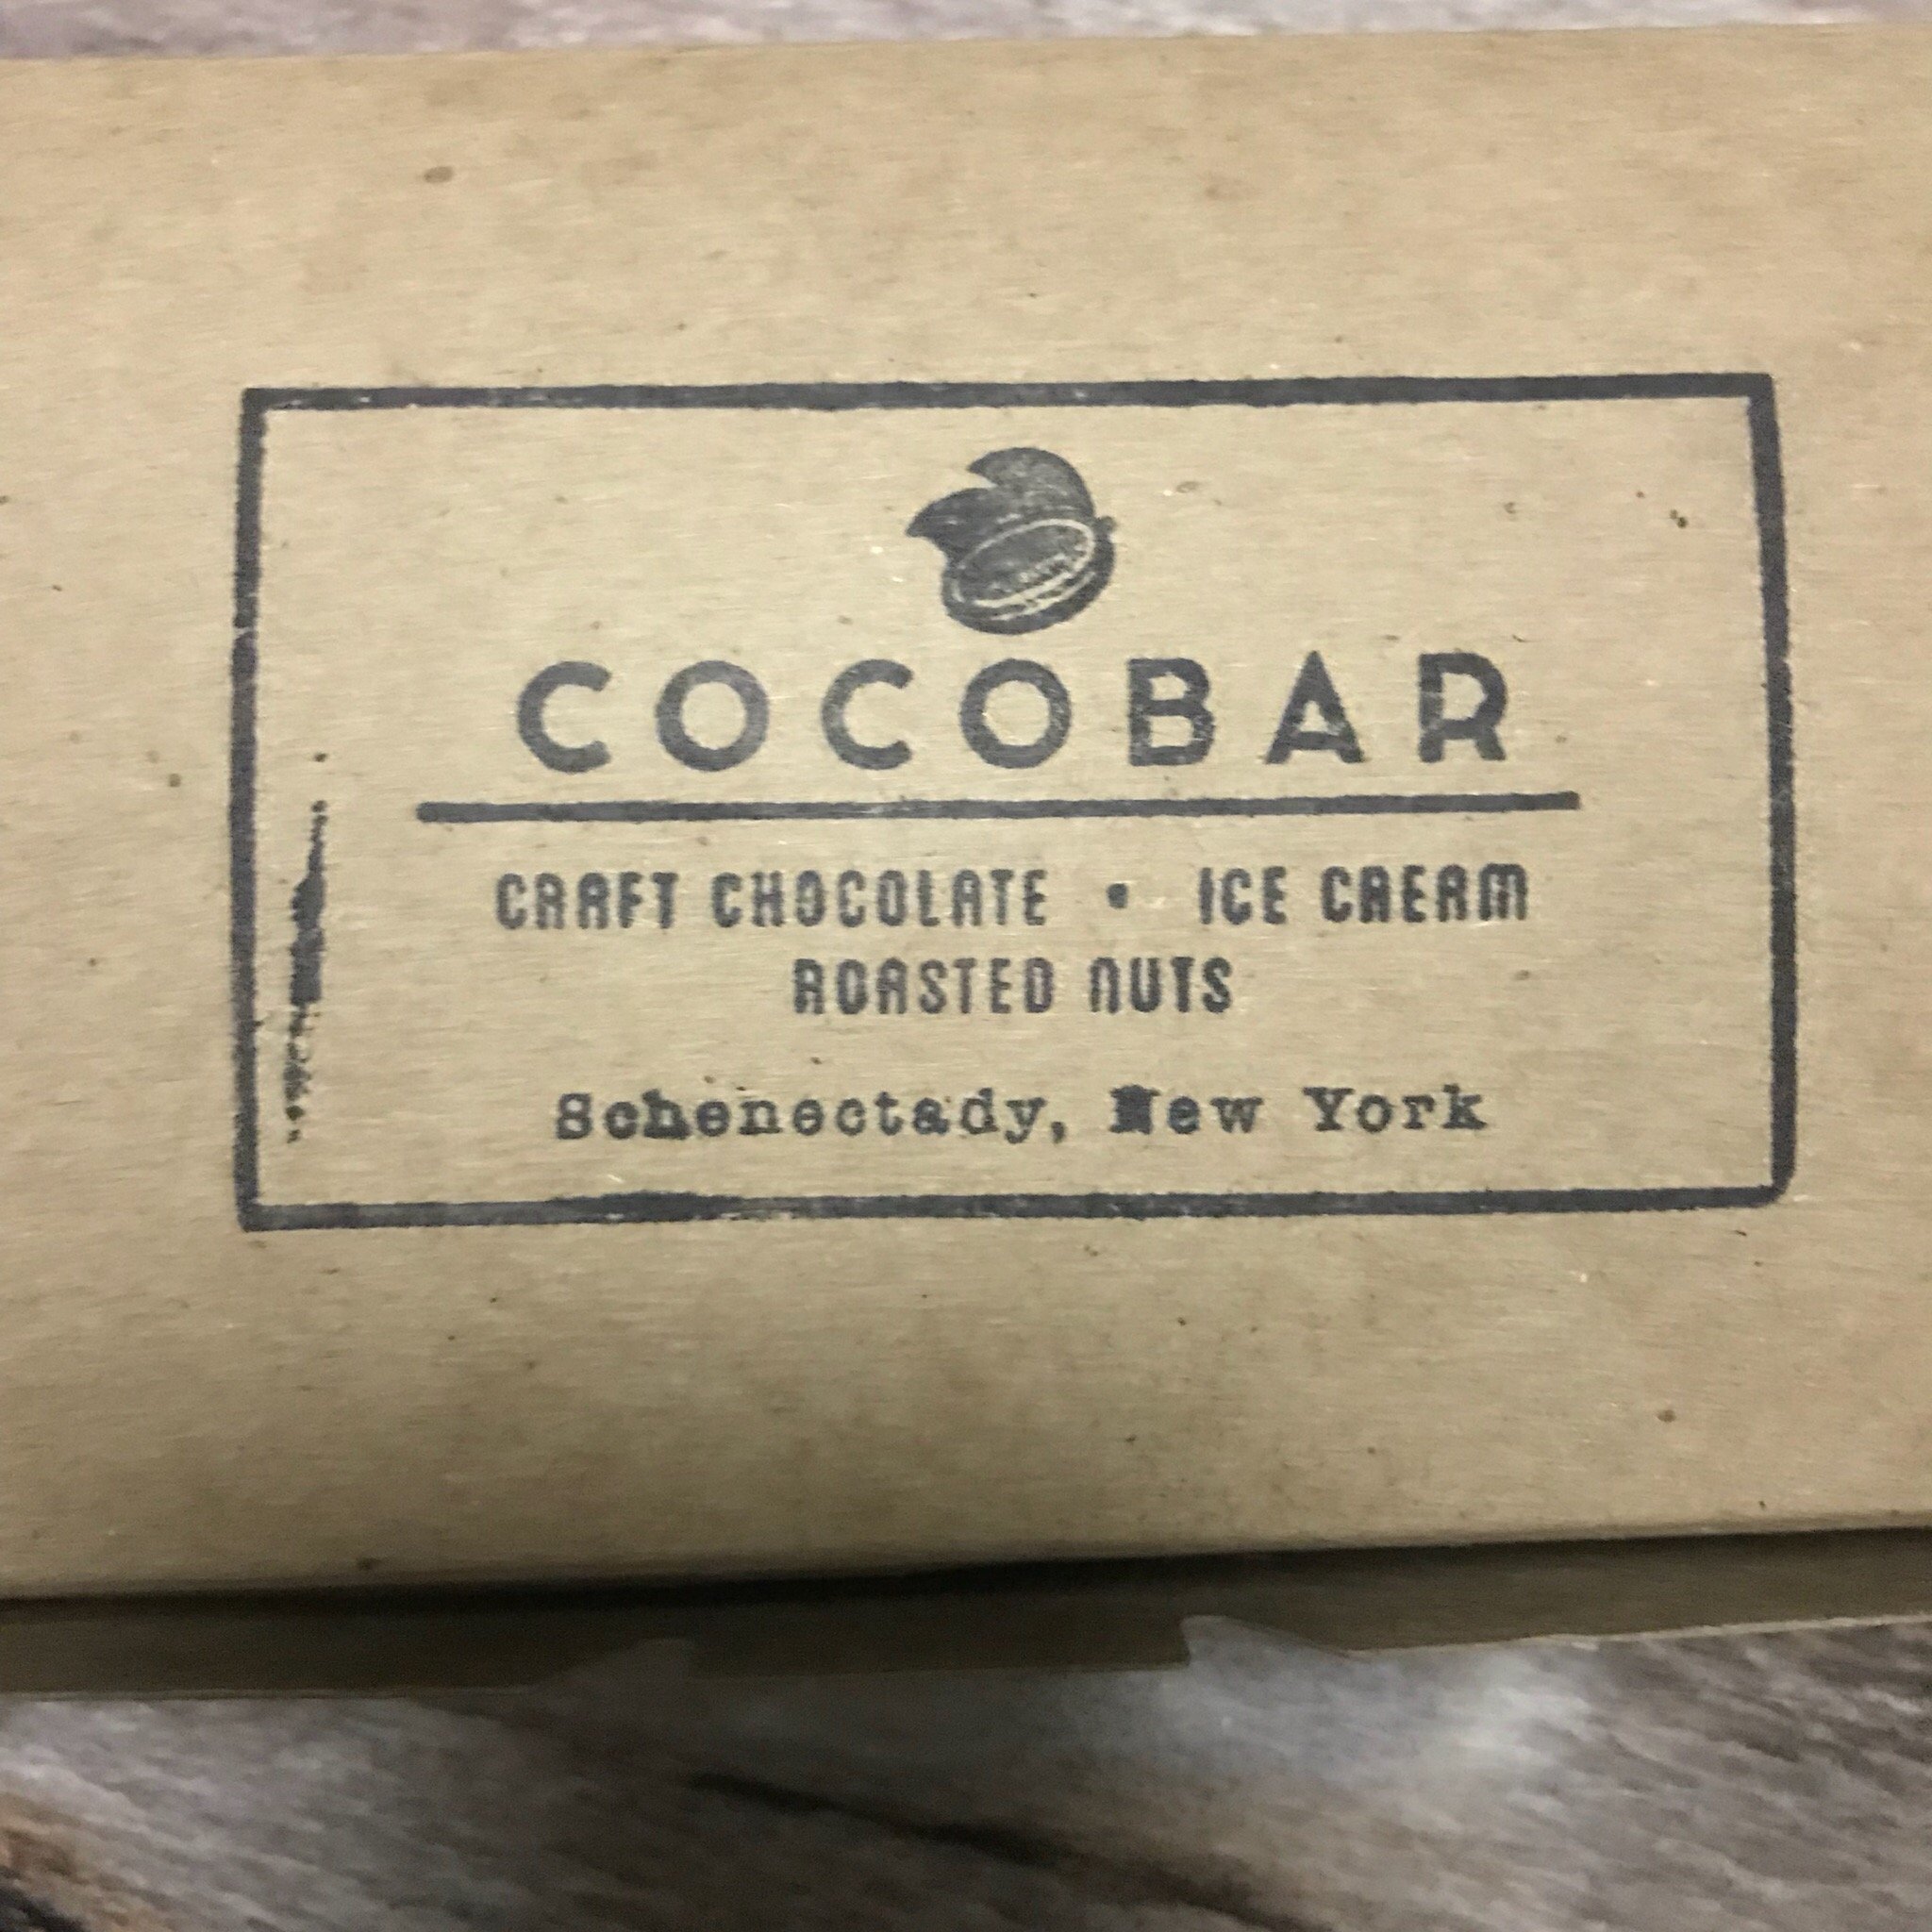 COCOBAR
CRAFT CHOCOLATE • ICE CREAM
ROASTED NUTS
Schenectady, New York